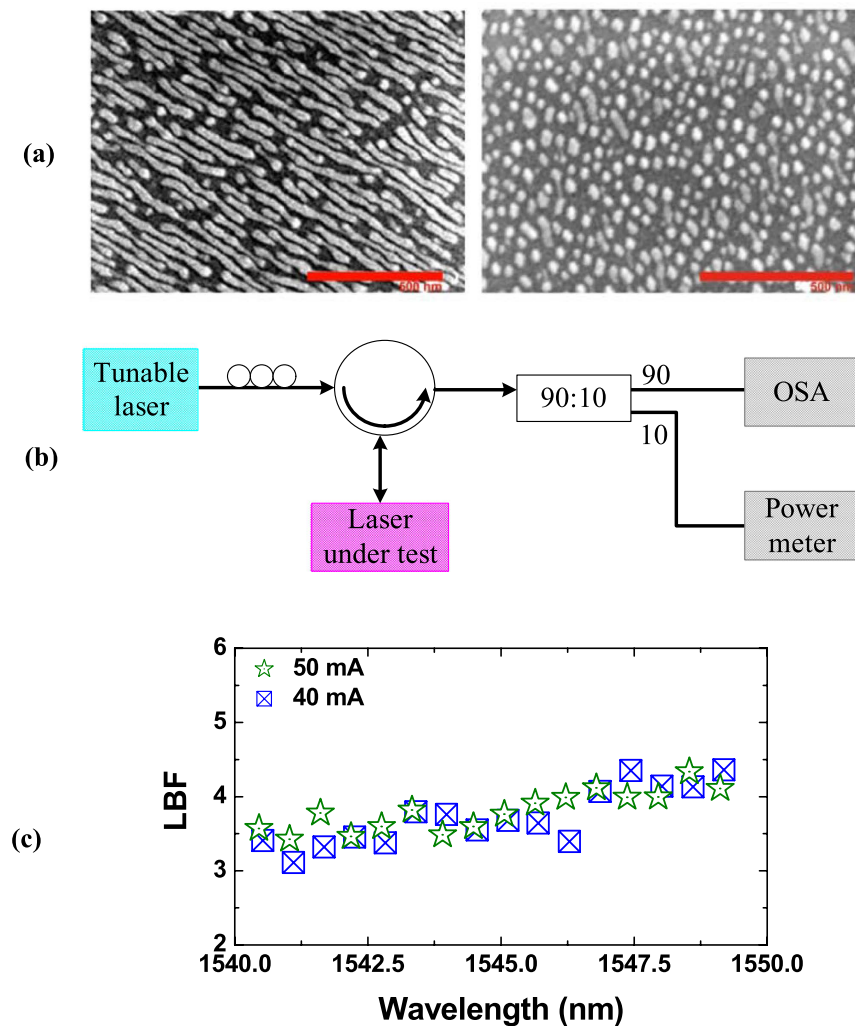 (a)
500 nm
500 nm
(b)
Tunable
laser
90:10
90
10
OSA
Power
meter
Laser
under test
(c)
LBF
6
5
4
3
2
50 mA
40 mA
1540.0
1542.5
1545.0
1547.5
1550.0
Wavelength (nm)